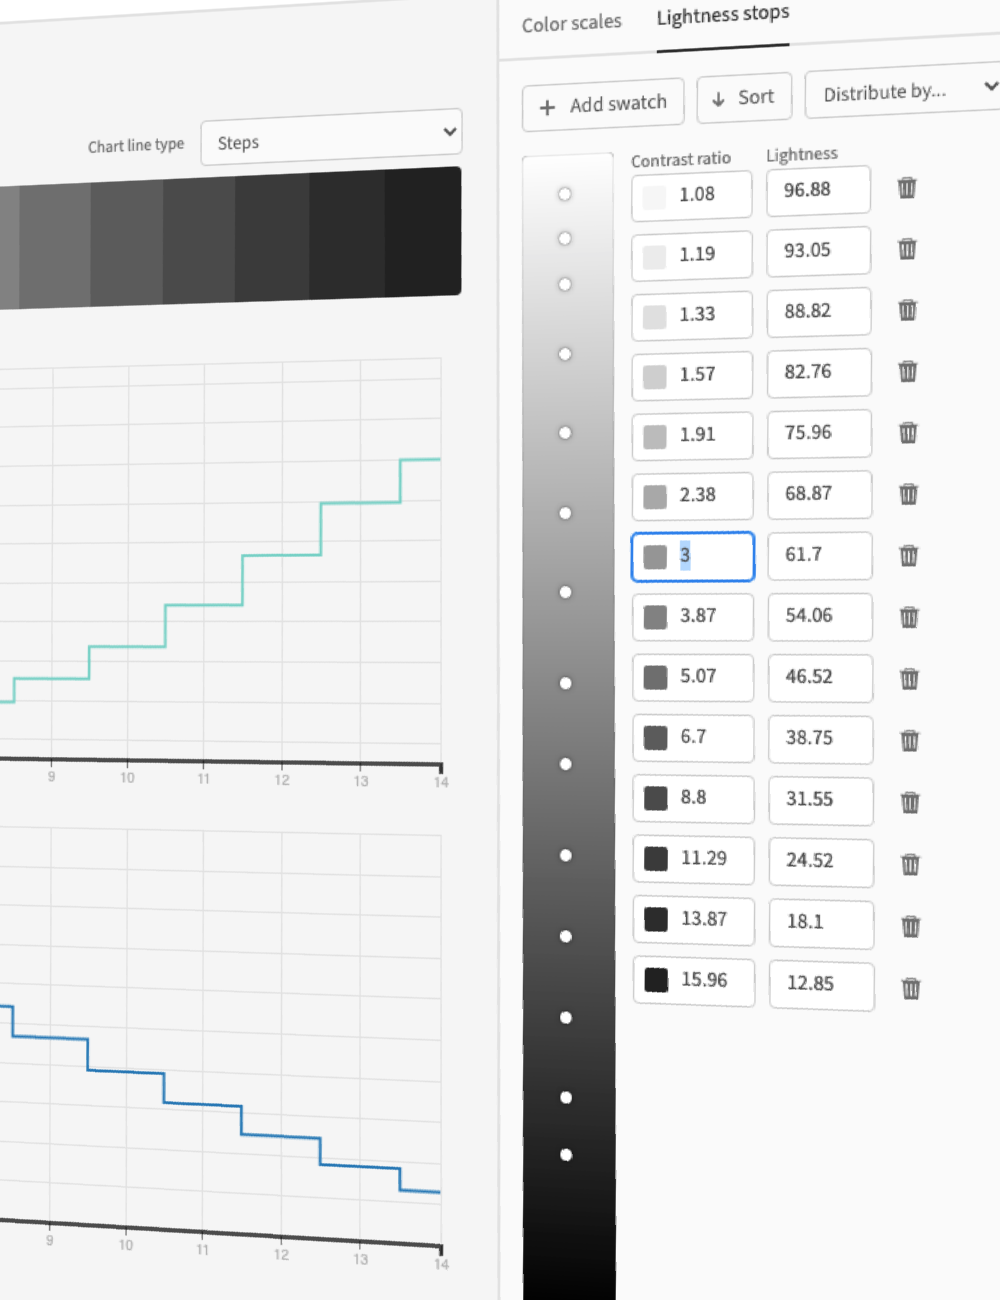 Color scales
Lightness stops
+ Add swatch
Sort
Distribute by...
Chart line type
Steps
Contrast ratio
Lightness
1.08
96.88
1.19
93.05
1.33
88.82
1.57
82.76
1.91
75.96
2.38
68.87
3
61.7
3.87
54.06
5.07
46.52
6.7
38.75
8.8
31.55
11.29
24.52
13.87
18.1
15.96
12.85
9 10 11 12 13 14
9 10 11 12 13 14